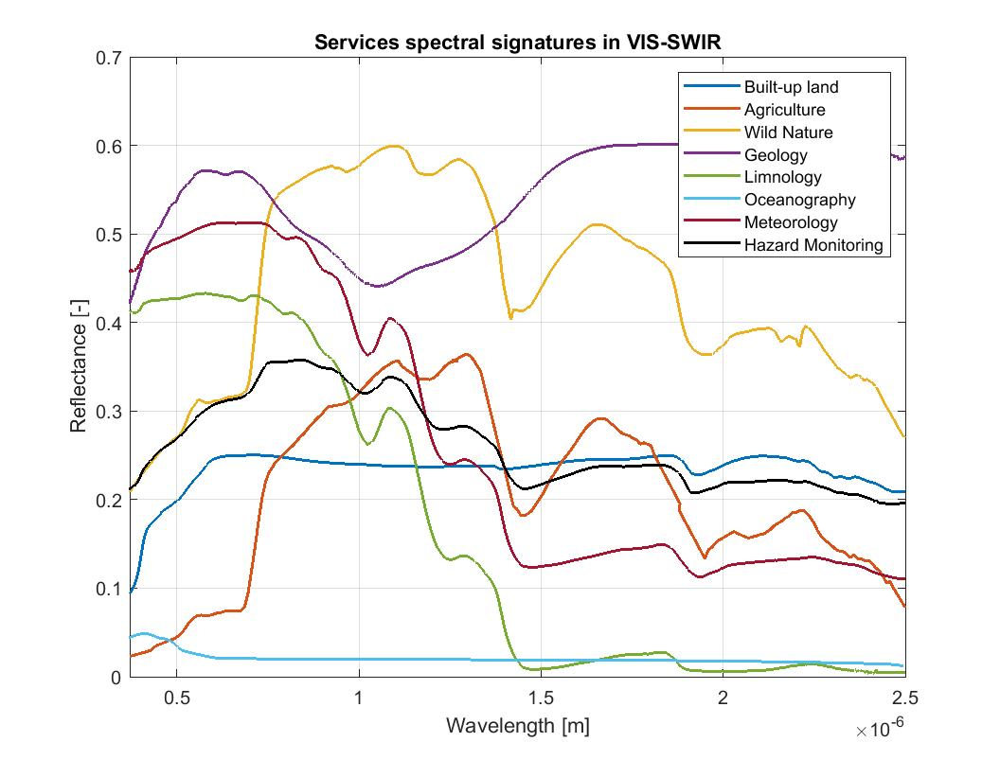 Services spectral signatures in VIS-SWIR
0.7
0.6
0.5
0.4
0.3
0.2
0.1
0
Reflectance [-]
Built-up land
Agriculture
Wild Nature
Geology
Limnology
Oceanography
Meteorology
Hazard Monitoring
0.5 1 1.5 2 2.5
Wavelength [m]
×10-6